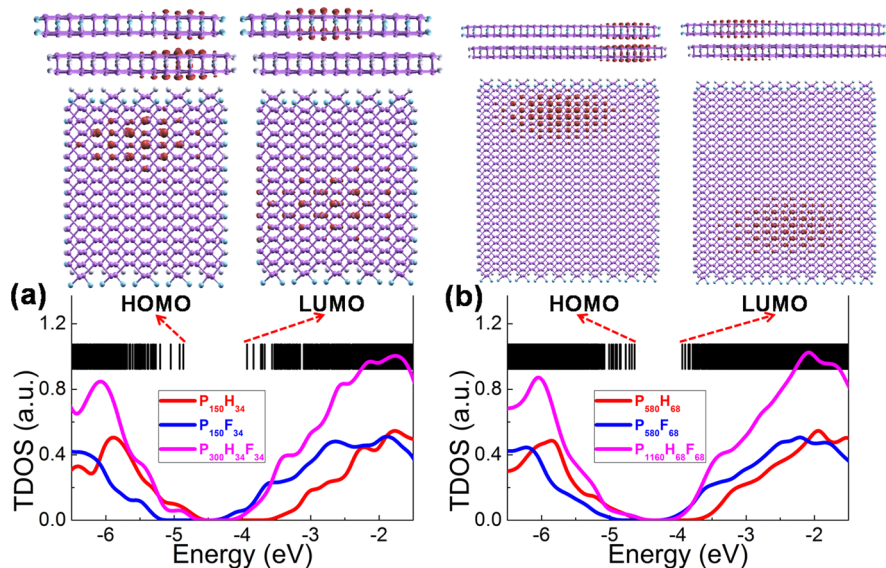 (a)
HOMO LUMO
1.2
0.8
0.4
0.0
TDOS (a.u.)
P150H34
P150F34
P300H34F34
-6 -5 -4 -3 -2
Energy (eV)
(b)
HOMO LUMO
1.2
0.8
0.4
0.0
TDOS (a.u.)
P580H68
P580F68
P1160H68F68
-6 -5 -4 -3 -2
Energy (eV)